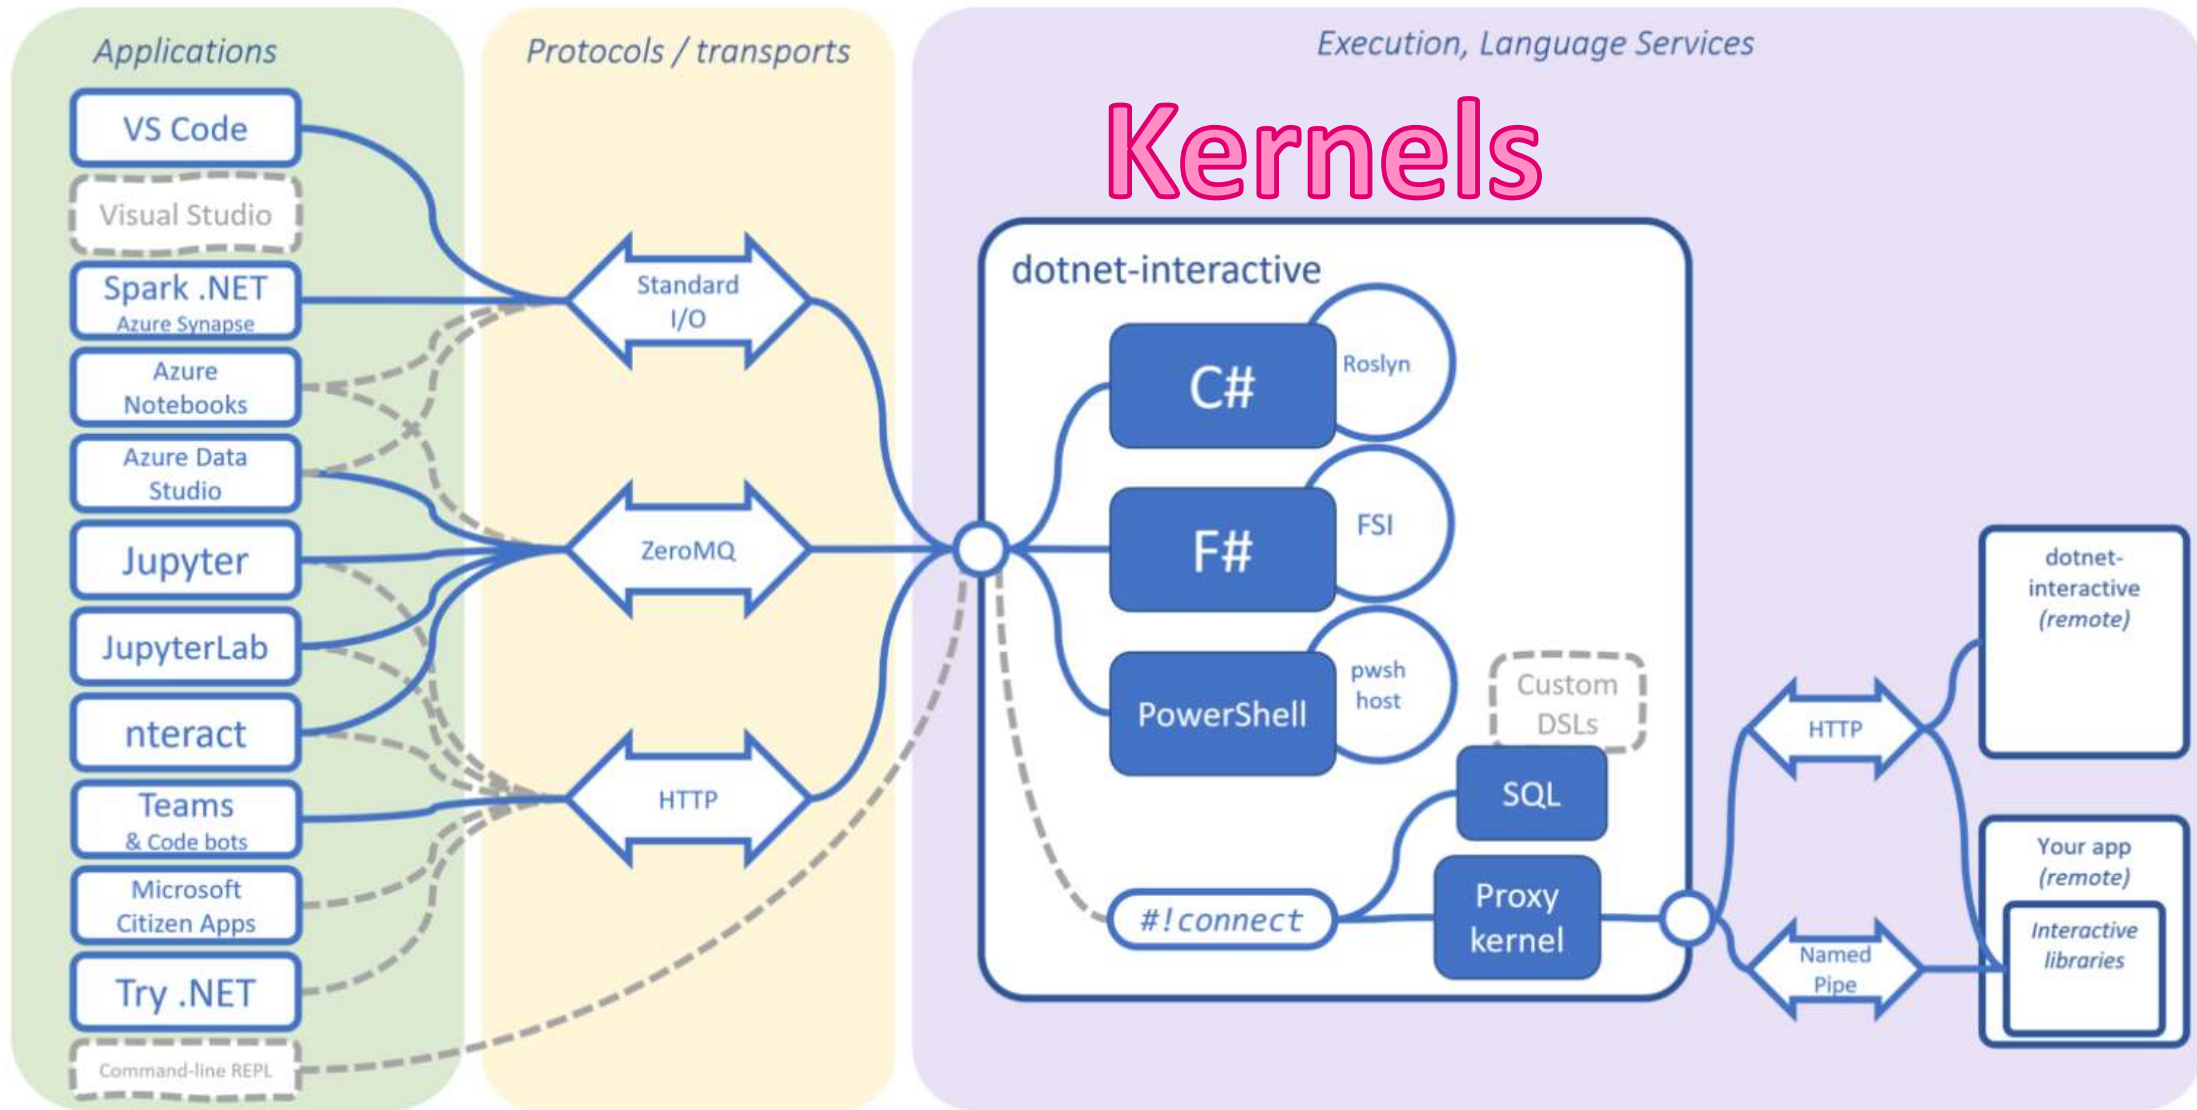 Applications
VS Code
Visual Studio
Spark .NET
Azure Synapse
Azure
Notebooks
Azure Data
Studio
Jupyter
JupyterLab
nteract
Teams
& Code bots
Microsoft
Citizen Apps
Try .NET
Command-line REPL
Protocols / transports
Standard
I/O
ZeroMQ
HTTP
Execution, Language Services
Kernels
dotnet-interactive
C#
Roslyn
F#
FSI
PowerShell
pwsh
host
Custom
DSLs
SQL
#!connect
Proxy
kernel
HTTP
Named
Pipe
dotnet-
interactive
(remote)
Your app
(remote)
Interactive
libraries